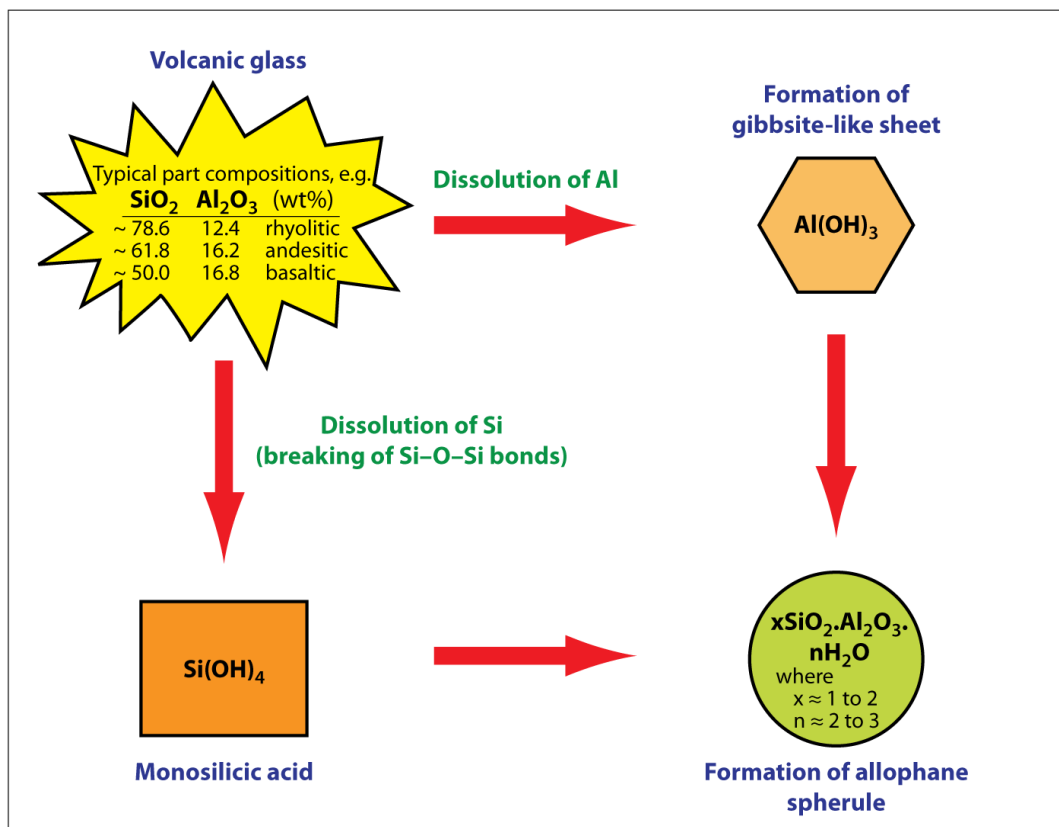 Volcanic glass
Typical part compositions, e.g.
SiO₂ Al₂O₃ (wt%)
~ 78.6 12.4 rhyolitic
~ 61.8 16.2 andesitic
~ 50.0 16.8 basaltic
Dissolution of Al
Formation of
gibbsite-like sheet
Al(OH)₃
Dissolution of Si
(breaking of Si–O–Si bonds)
Si(OH)₄
Monosilicic acid
xSiO₂.Al₂O₃.
nH₂O
where
x ≈ 1 to 2
n ≈ 2 to 3
Formation of allophane
spherule